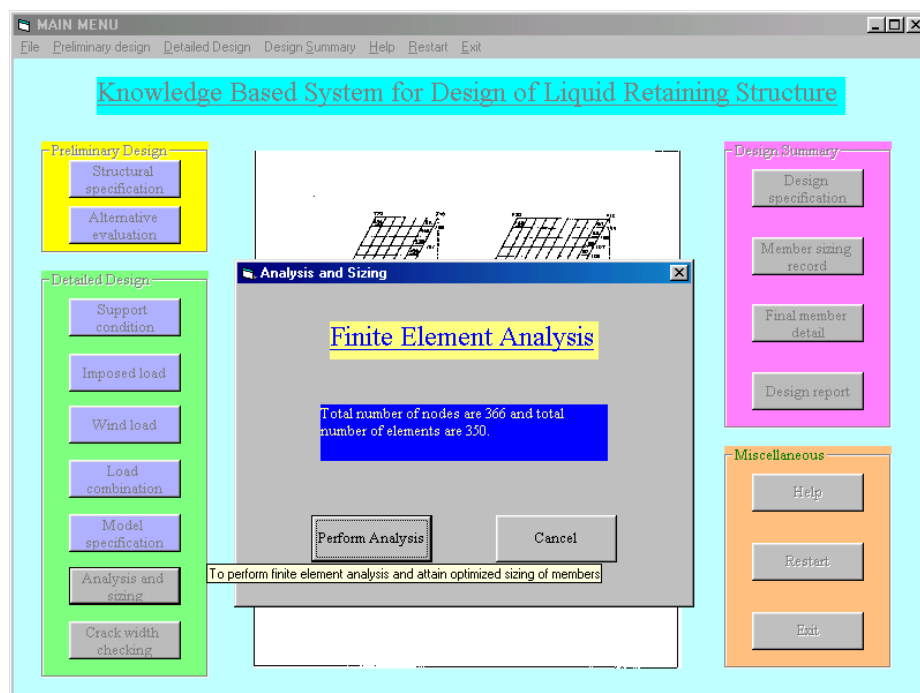 MAIN MENU
File Preliminary design Detailed Design Design Summary Help Restart Exit
Knowledge Based System for Design of Liquid Retaining Structure
Preliminary Design
Structural
specification
Alternative
evaluation
Detailed Design
Support
condition
Imposed load
Wind load
Load
combination
Model
specification
Analysis and
sizing
Crack width
checking
Analysis and Sizing
Finite Element Analysis
Total number of nodes are 366 and total
number of elements are 350.
Perform Analysis
Cancel
To perform finite element analysis and attain optimized sizing of members
Design Summary
Design
specification
Member sizing
record
Final member
detail
Design report
Miscellaneous
Help
Restart
Exit